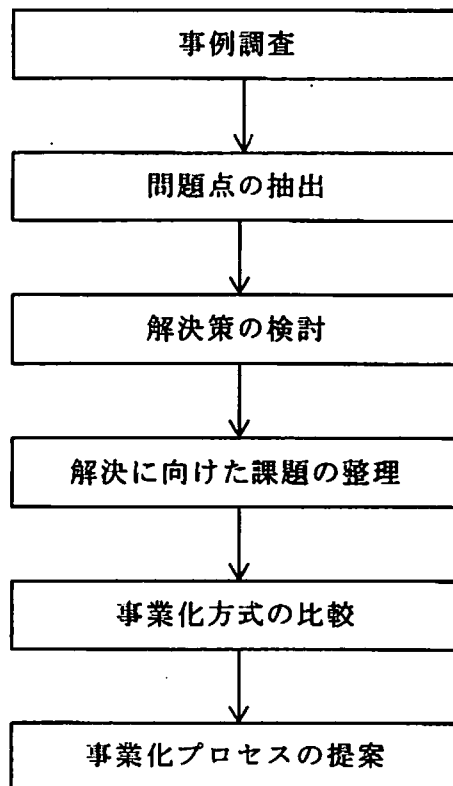 事例調査
問題点の抽出
解決策の検討
解決に向けた課題の整理
事業化方式の比較
事業化プロセスの提案